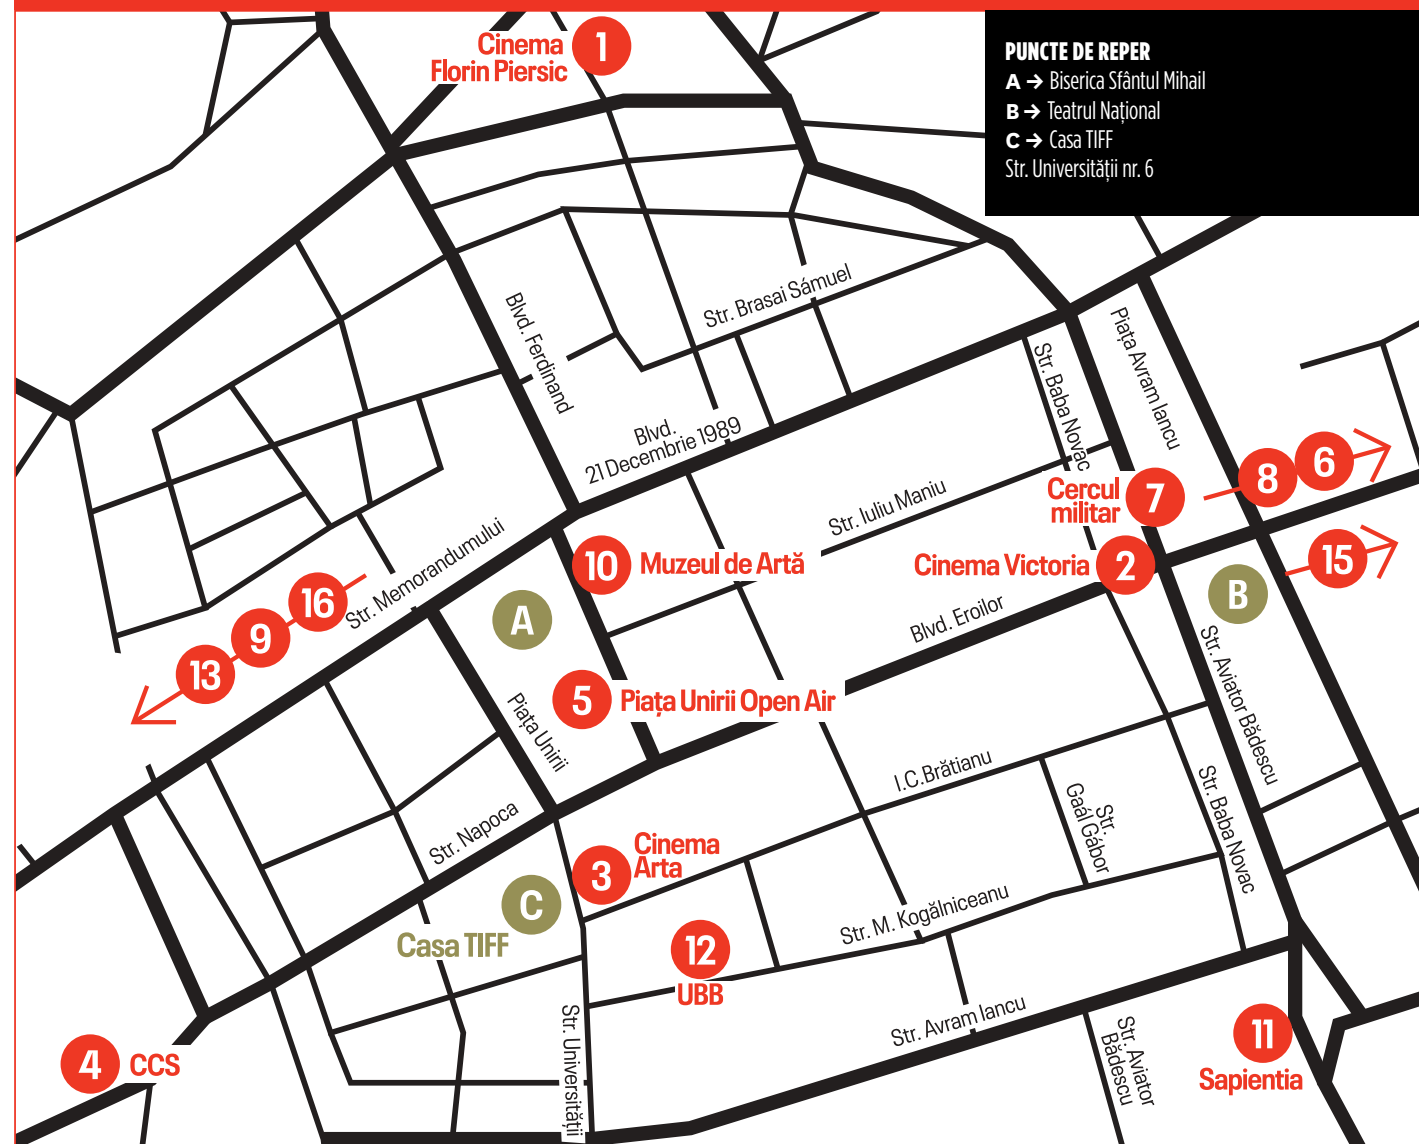 Cinema
Florin Piersic
1
PUNCTE DE REPER
A → Biserica Sfântul Mihail
B → Teatrul Național
C → Casa TIFF
Str. Universității nr. 6
Str. Brasai Sámuel
Blvd. Ferdinand
Piața Avram Iancu
Str. Baba Novac
Blvd.
21 Decembrie 1989
8
6
Cercul
militar
7
Str. Iuliu Maniu
Str. Memorandumului
10
Muzeul de Artă
Cinema Victoria
2
15
16
9
13
A
B
Blvd. Eroilor
5
Piața Unirii Open Air
Piața Unirii
Str. Aviator Bădescu
I.C.Brătianu
Str.
Gaál Gábor
Str. Baba Novac
Str. Napoca
3
Cinema
Arta
C
Casa TIFF
12
UBB
Str. M. Kogălniceanu
Str. Avram Iancu
Str. Universității
Str. Aviator
Bădescu
11
Sapientia
4
CCS